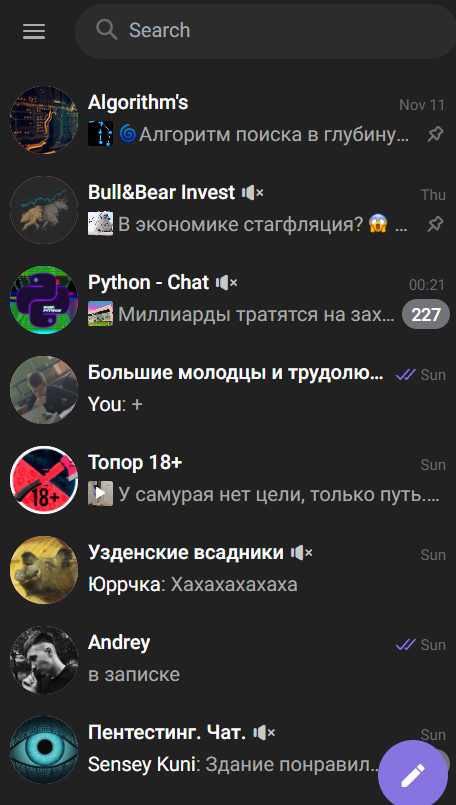 Search
Algorithm's
Nov 11
🌀Алгоритм поиска в глубину...
Bull&Bear Invest
Thu
В экономике стагфляция? 😱 ...
Python - Chat
00:21
Миллиарды тратятся на зах...
227
Большие молодцы и трудолю...
Sun
You: +
Топор 18+
Sun
18+
У самурая нет цели, только путь....
Узденские всадники
Sun
Юррчка: Хахахахахаха
Andrey
Sun
в записке
Пентестинг. Чат.
Sun
Sensey Kuni: Здание понравил...